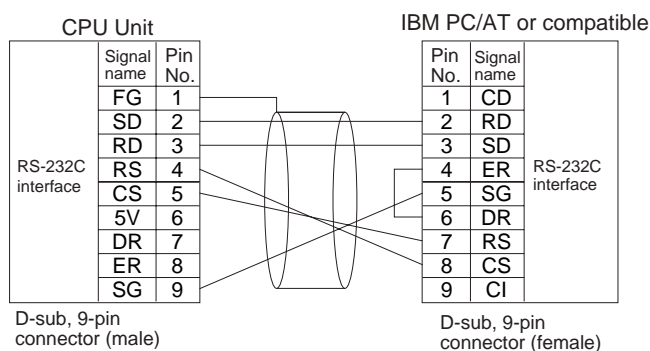 CPU Unit
IBM PC/AT or compatible
RS-232C
interface
Signal
name
Pin
No.
FG 1
SD 2
RD 3
RS 4
CS 5
5V 6
DR 7
ER 8
SG 9
Pin
No.
Signal
name
1 CD
2 RD
3 SD
4 ER
5 SG
6 DR
7 RS
8 CS
9 CI
RS-232C
interface
D-sub, 9-pin
connector (male)
D-sub, 9-pin
connector (female)